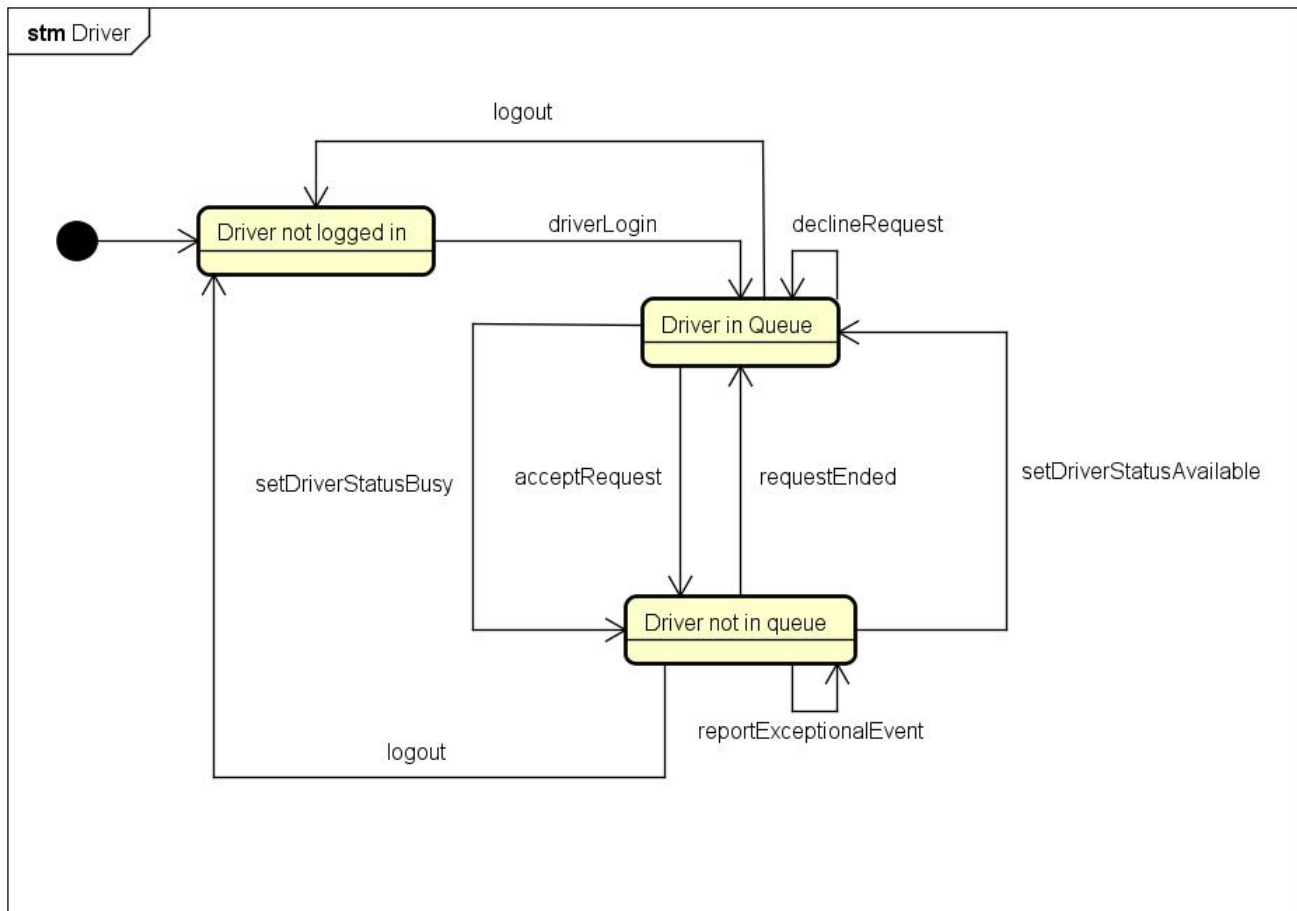 stm Driver
logout
Driver not logged in
driverLogin
declineRequest
Driver in Queue
setDriverStatusBusy
acceptRequest
requestEnded
setDriverStatusAvailable
Driver not in queue
reportExceptionalEvent
logout